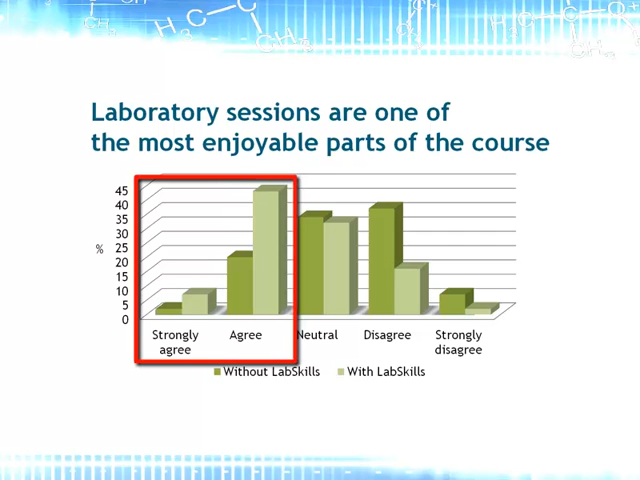 Laboratory sessions are one of
the most enjoyable parts of the course
45
40
35
30
25
20
15
10
5
0
%
Strongly agree
Agree
Neutral
Disagree
Strongly disagree
Without LabSkills
With LabSkills